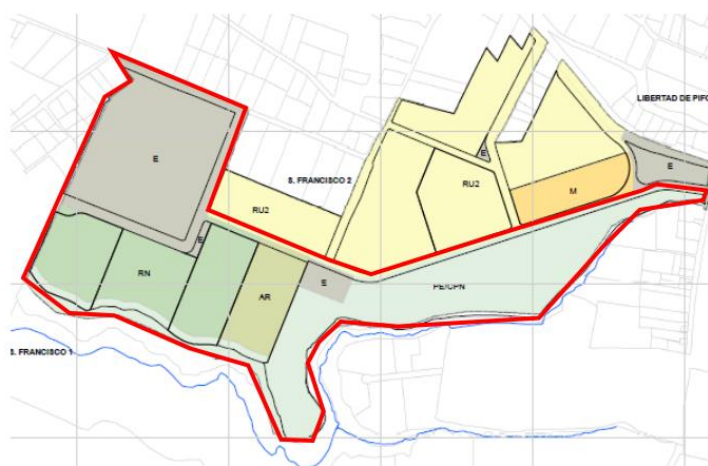 LIBERTAD DE PIFO
E
E
E
S. FRANCISCO 2
RU2
M
RU2
E
RN
AR
E
PE/CPN
S. FRANCISCO 1